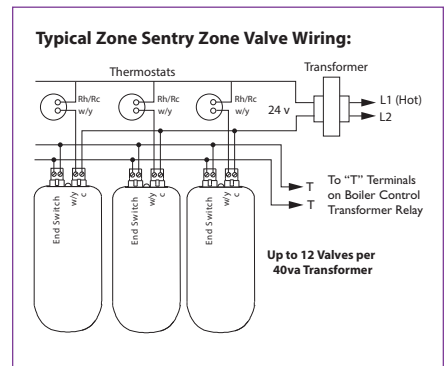 Typical Zone Sentry Zone Valve Wiring:
Thermostats
Transformer
Rh/Rc
w/y
Rh/Rc
w/y
Rh/Rc
w/y
24 v
L1 (Hot)
L2
End Switch
w/y
c
End Switch
w/y
c
End Switch
w/y
c
T
T
To “T” Terminals
on Boiler Control
Transformer Relay
Up to 12 Valves per
40va Transformer